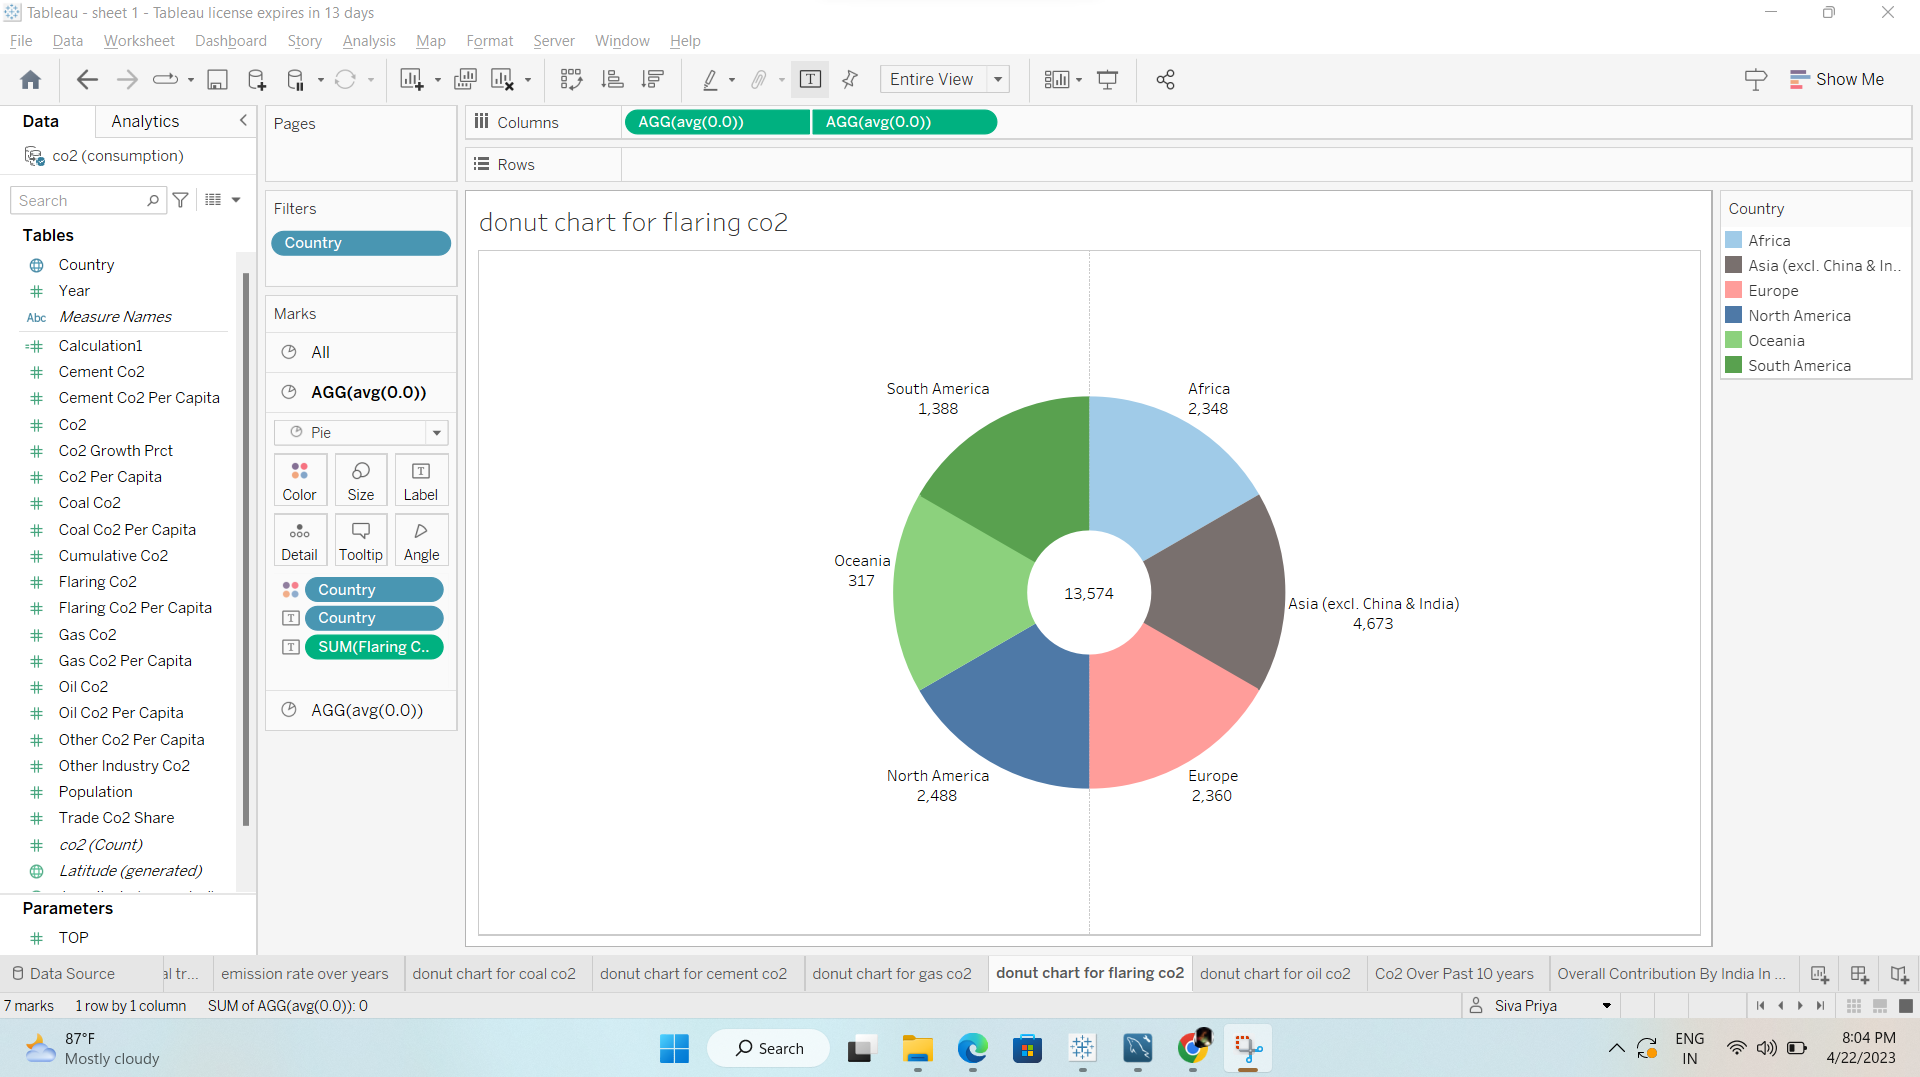 Tableau - sheet 1 - Tableau license expires in 13 days
File Data Worksheet Dashboard Story Analysis Map Format Server Window Help
Entire View
Show Me
Data Analytics
co2 (consumption)
Search
Tables
Country
Year
Abc Measure Names
Calculation1
Cement Co2
Cement Co2 Per Capita
Co2
Co2 Growth Prct
Co2 Per Capita
Coal Co2
Coal Co2 Per Capita
Cumulative Co2
Flaring Co2
Flaring Co2 Per Capita
Gas Co2
Gas Co2 Per Capita
Oil Co2
Oil Co2 Per Capita
Other Co2 Per Capita
Other Industry Co2
Population
Trade Co2 Share
co2 (Count)
Latitude (generated)
Parameters
TOP
Pages
Filters
Country
Marks
All
AGG(avg(0.0))
Pie
Color Size Label
Detail Tooltip Angle
Country
Country
SUM(Flaring C..
AGG(avg(0.0))
Columns AGG(avg(0.0)) AGG(avg(0.0))
Rows
donut chart for flaring co2
South America
1,388
Africa
2,348
Oceania
317
13,574
Asia (excl. China & India)
4,673
North America
2,488
Europe
2,360
Country
Africa
Asia (excl. China & In..
Europe
North America
Oceania
South America
Data Source al tr... emission rate over years donut chart for coal co2 donut chart for cement co2 donut chart for gas co2 donut chart for flaring co2 donut chart for oil co2 Co2 Over Past 10 years Overall Contribution By India In ...
7 marks 1 row by 1 column SUM of AGG(avg(0.0)): 0 Siva Priya
87°F
Mostly cloudy
Search
ENG
IN
8:04 PM
4/22/2023